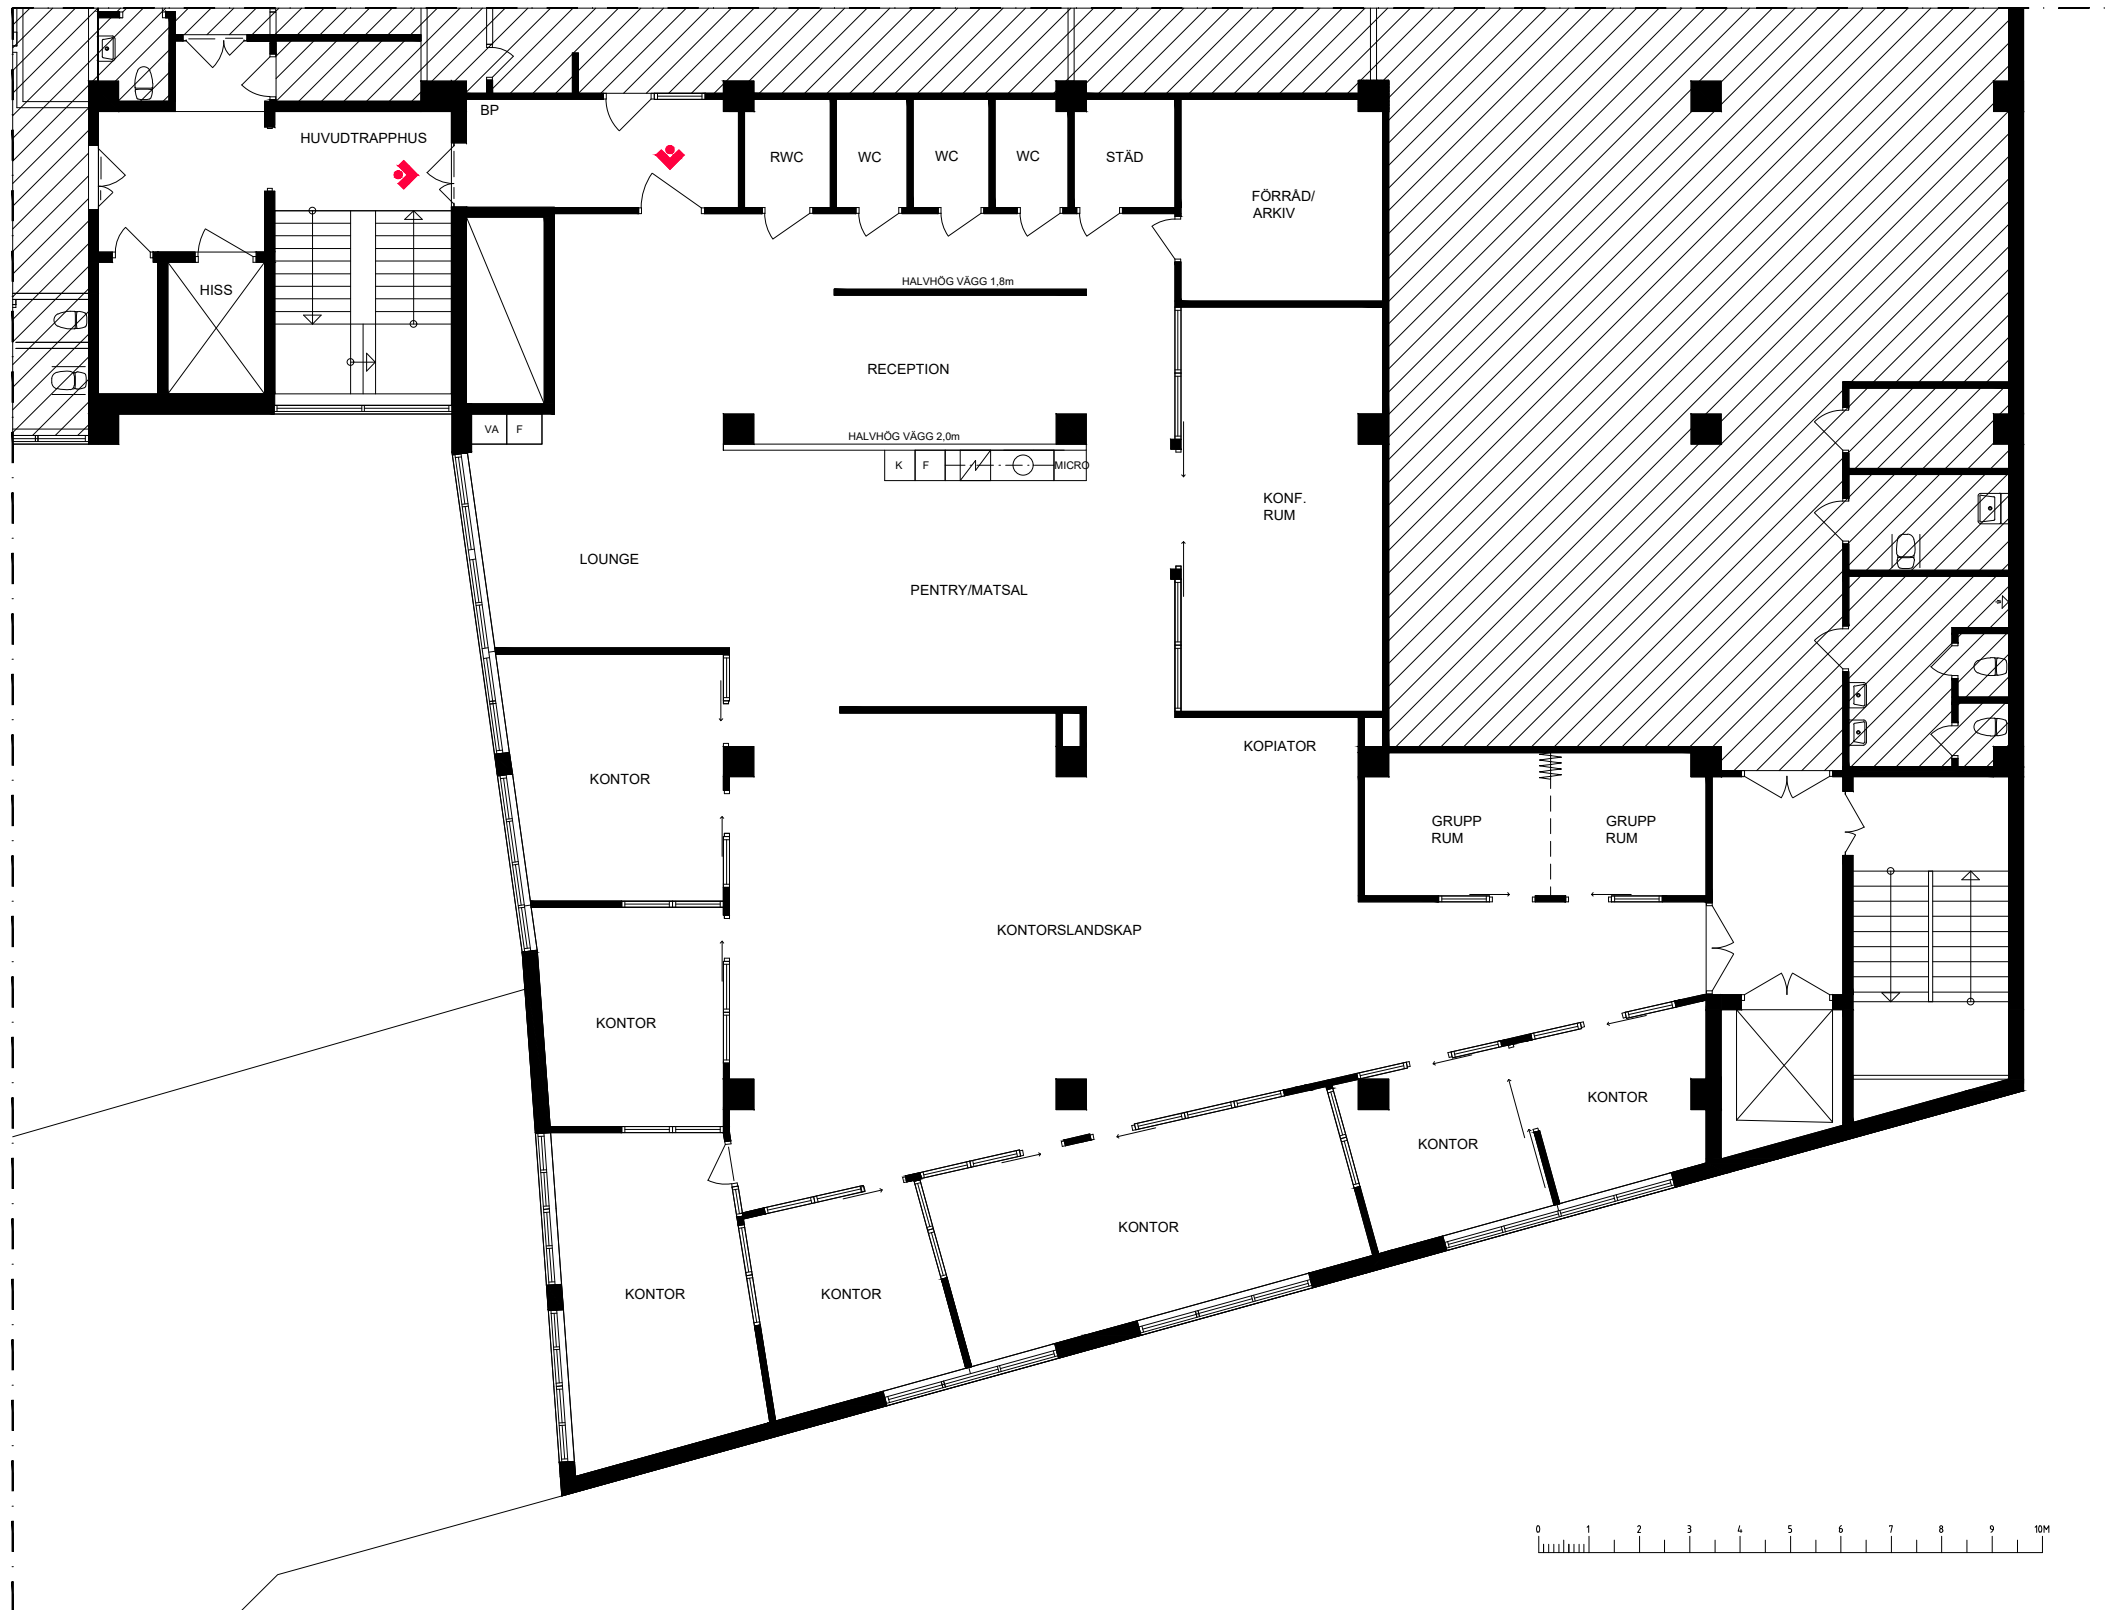 BP
HUVUDTRAPPHUS
RWC
WC
WC
WC
STÄD
FÖRRÅD/
ARKIV
HISS
HALVHÖG VÄGG 1,8m
RECEPTION
VA
F
HALVHÖG VÄGG 2,0m
K
F
MICRO
KONF.
RUM
LOUNGE
PENTRY/MATSAL
KOPIATOR
KONTOR
GRUPP
RUM
GRUPP
RUM
KONTORSLANDSKAP
KONTOR
KONTOR
KONTOR
KONTOR
KONTOR
KONTOR
0 1 2 3 4 5 6 7 8 9 10M